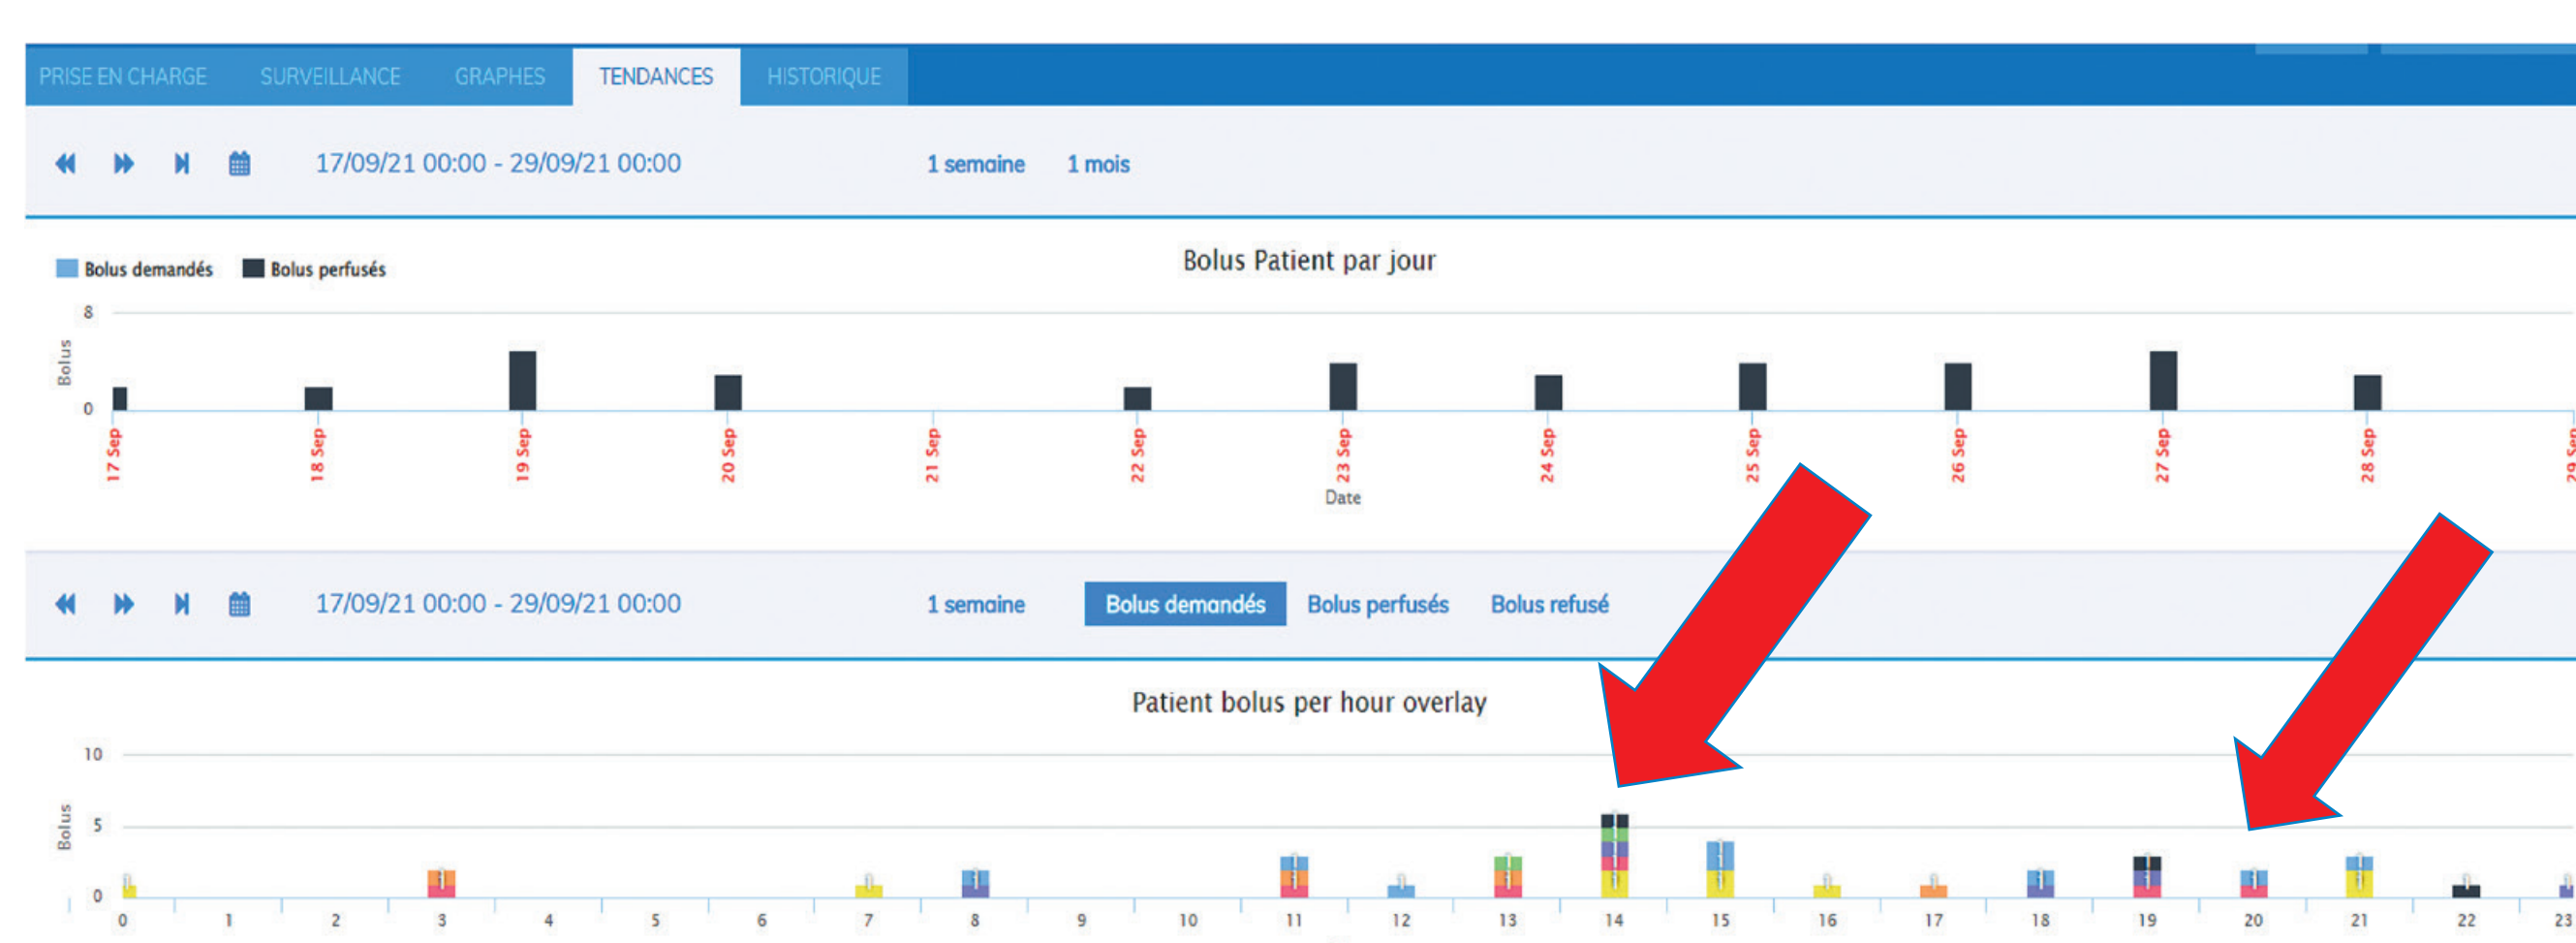 PRISE EN CHARGE SURVEILLANCE GRAPHES TENDANCES HISTORIQUE
17/09/21 00:00 - 29/09/21 00:00 1 semaine 1 mois
Bolus demandés Bolus perfusés
Bolus Patient par jour
8
Bolus
0
17 Sep 18 Sep 19 Sep 20 Sep 21 Sep 22 Sep 23 Sep 24 Sep 25 Sep 26 Sep 27 Sep 28 Sep 29 Sep
Date
17/09/21 00:00 - 29/09/21 00:00 1 semaine Bolus demandés Bolus perfusés Bolus refusé
Patient bolus per hour overlay
10
Bolus
5
0
0 1 2 3 4 5 6 7 8 9 10 11 12 13 14 15 16 17 18 19 20 21 22 23